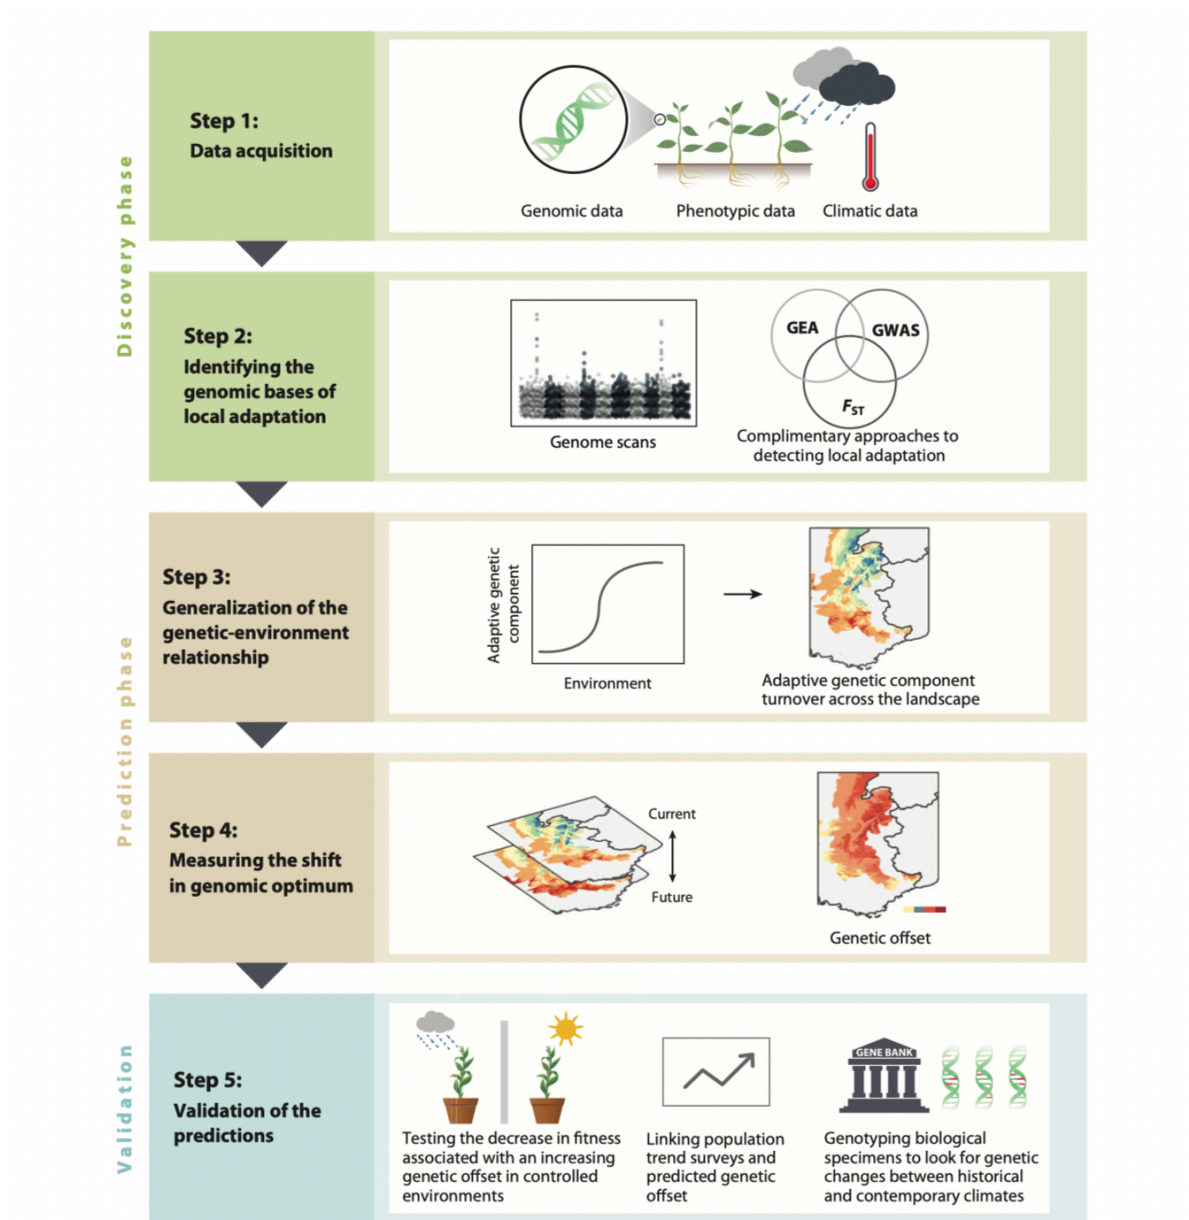 Discovery phase
Step 1:
Data acquisition
Genomic data
Phenotypic data
Climatic data
Step 2:
Identifying the
genomic bases of
local adaptation
Genome scans
GEA
GWAS
FST
Complimentary approaches to
detecting local adaptation
Prediction phase
Step 3:
Generalization of the
genetic-environment
relationship
Adaptive genetic
component
Environment
Adaptive genetic component
turnover across the landscape
Step 4:
Measuring the shift
in genomic optimum
Current
Future
Genetic offset
Validation
Step 5:
Validation of the
predictions
Testing the decrease in fitness
associated with an increasing
genetic offset in controlled
environments
Linking population
trend surveys and
predicted genetic
offset
GENE BANK
Genotyping biological
specimens to look for genetic
changes between historical
and contemporary climates